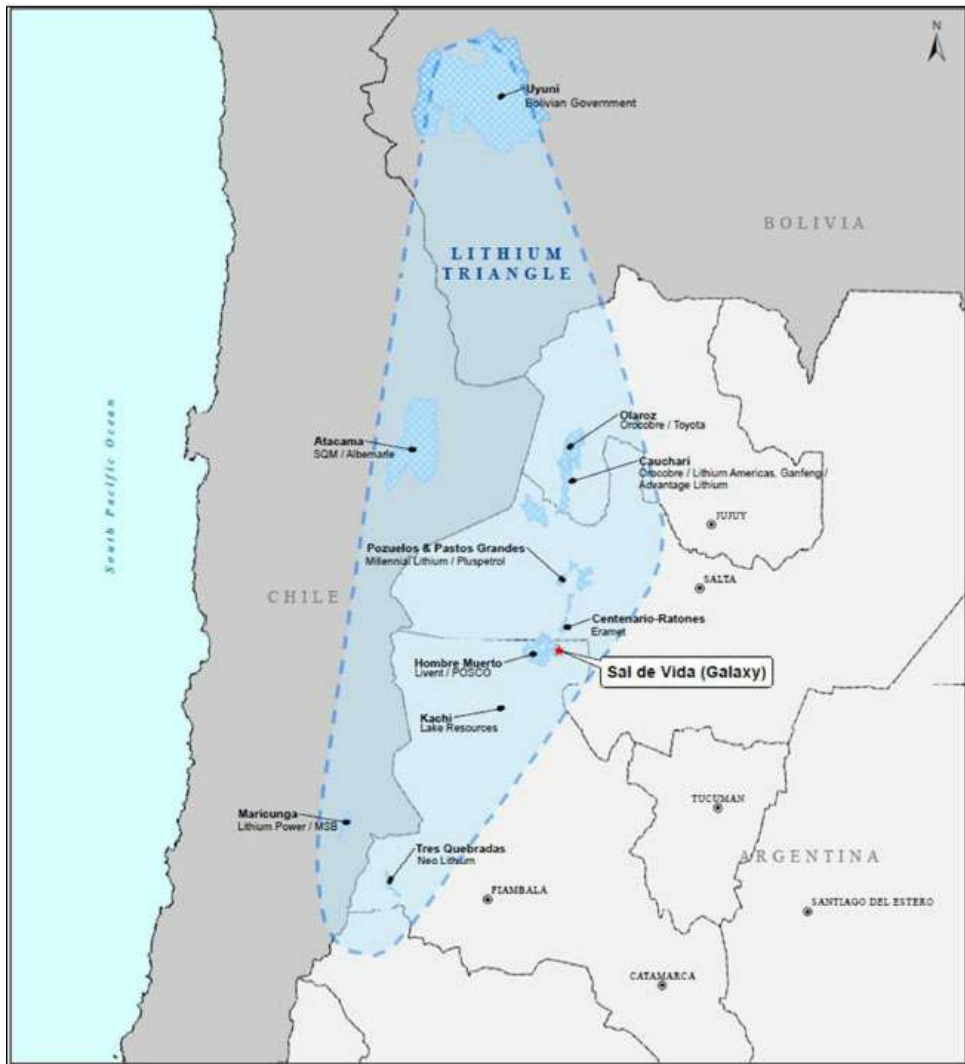 N
Uyuni
Bolivian Government
BOLIVIA
LITHIUM
TRIANGLE
South Pacific Ocean
Olaroz
Orocobre / Toyota
Atacama
SQM / Albemarle
Cauchari
Orocobre / Lithium Americas, Ganfeng /
Advantage Lithium
JUJUY
Pozuelos & Pastos Grandes
Millennial Lithium / Pluspetrol
SALTA
CHILE
Centenario-Ratones
Eramet
Hombre Muerto
Livent / POSCO
Sal de Vida (Galaxy)
Kachi
Lake Resources
TUCUMAN
Maricunga
Lithium Power / MSB
Tres Quebradas
Neo Lithium
ARGENTINA
FIAMBALA
SANTIAGO DEL ESTERO
CATAMARCA